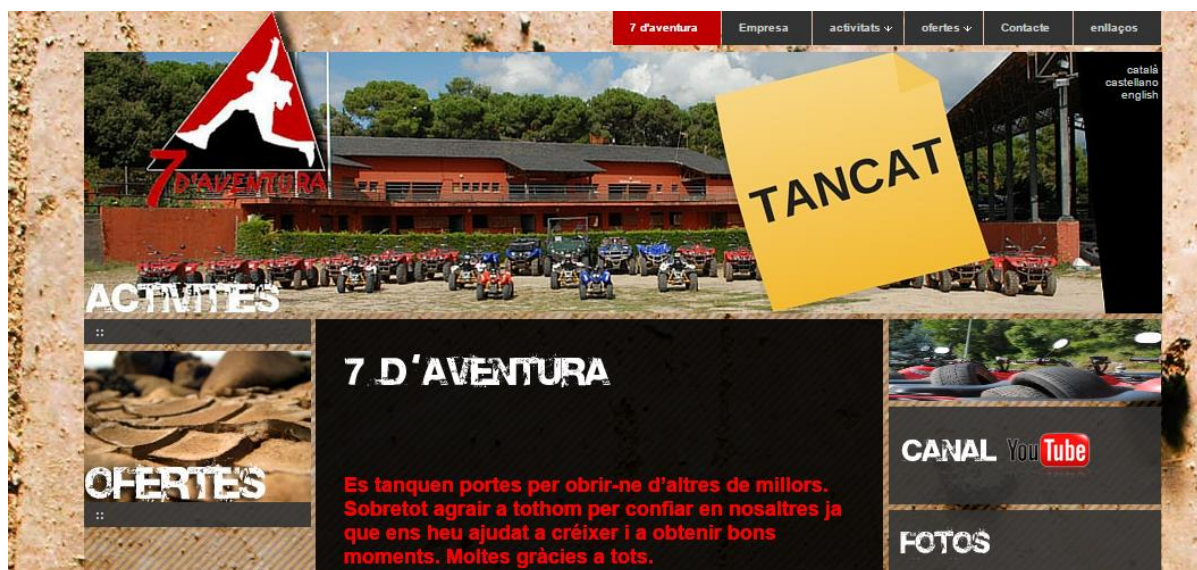 7 d'aventura
Empresa
activitats
ofertes
Contacte
enllaços
català
castellano
english
7
D'AVENTURA
TANCAT
ACTIVITIES
::
OFERTES
::
7 D'AVENTURA
Es tanquen portes per obrir-ne d'altres de millors.
Sobretot agrair a tothom per confiar en nosaltres ja
que ens heu ajudat a créixer i a obtenir bons
moments. Moltes gràcies a tots.
CANAL YouTube
FOTOS